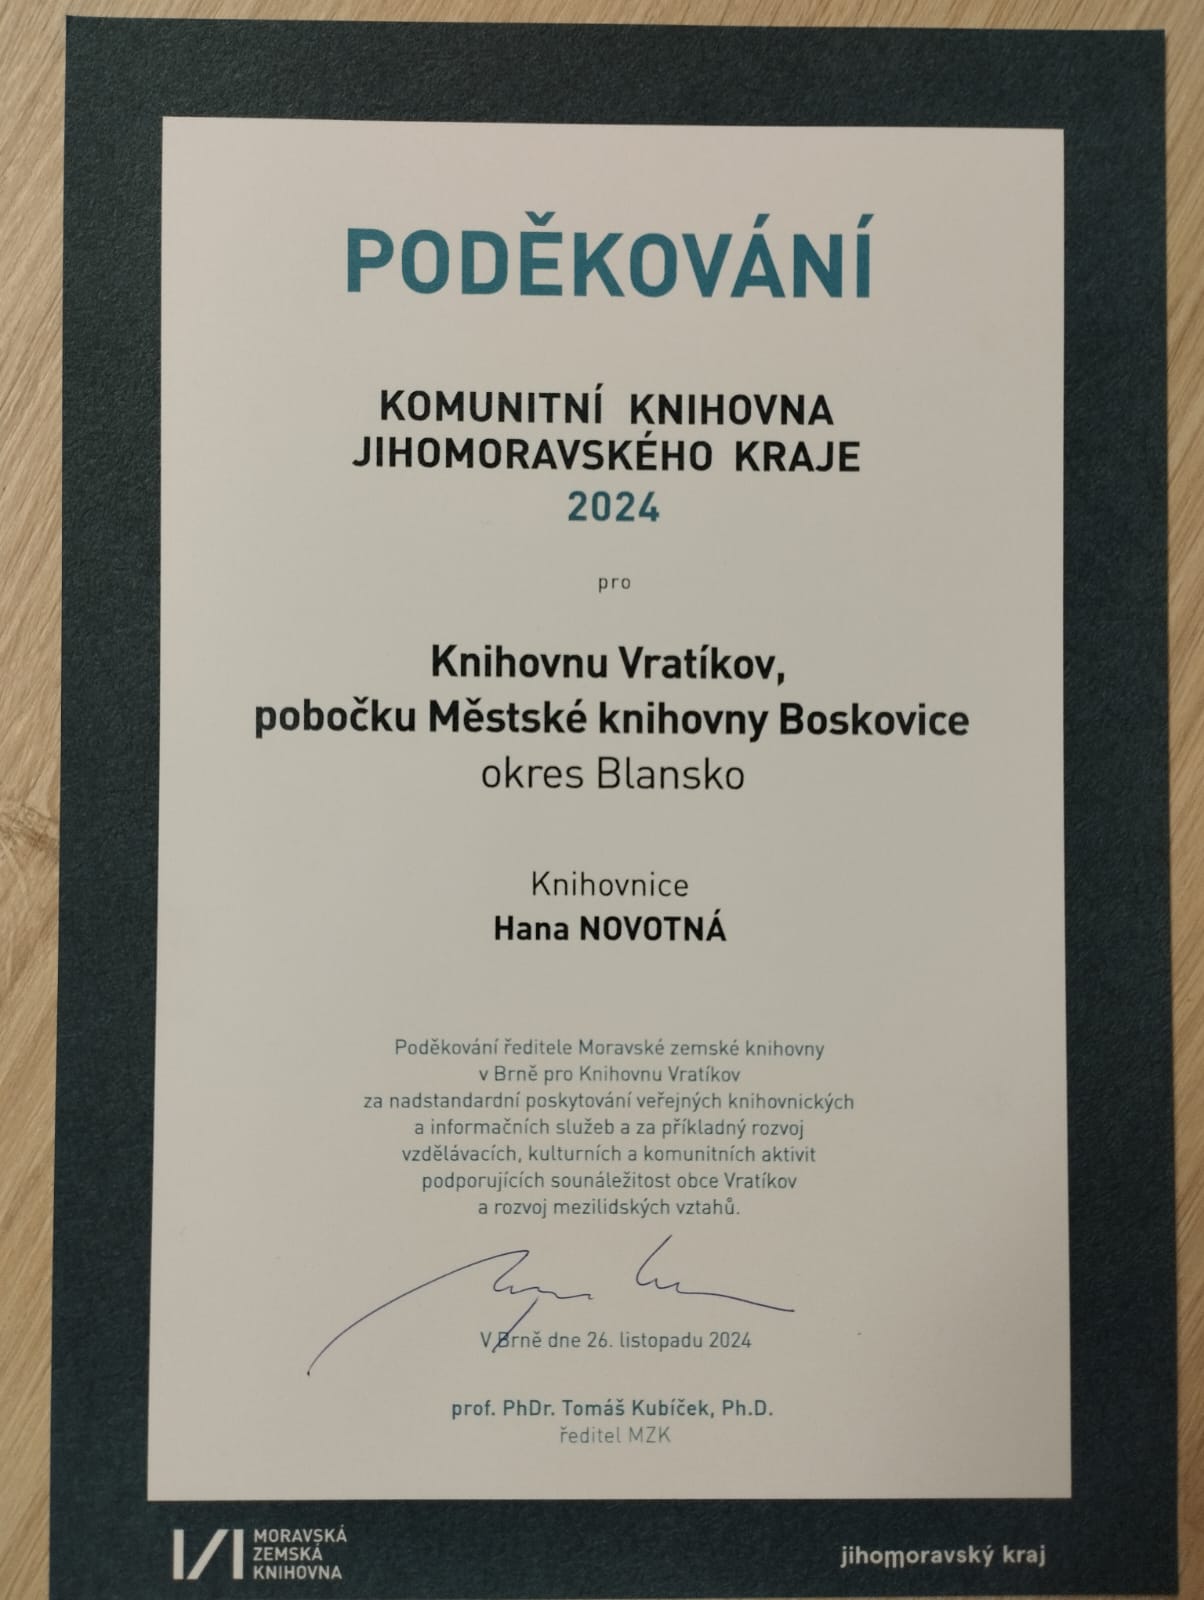 PODĚKOVÁNÍ
KOMUNITNÍ KNIHOVNA
JIHOMORAVSKÉHO KRAJE
2024
pro
Knihovnu Vratíkov,
pobočku Městské knihovny Boskovice
okres Blansko
Knihovnice
Hana NOVOTNÁ
Poděkování ředitele Moravské zemské knihovny
v Brně pro Knihovnu Vratíkov
za nadstandardní poskytování veřejných knihovnických
a informačních služeb a za příkladný rozvoj
vzdělávacích, kulturních a komunitních aktivit
podporujících sounáležitost obce Vratíkov
a rozvoj mezilidských vztahů.
V Brně dne 26. listopadu 2024
prof. PhDr. Tomáš Kubíček, Ph.D.
ředitel MZK
MORAVSKÁ
ZEMSKÁ
KNIHOVNA
jihomoravský kraj